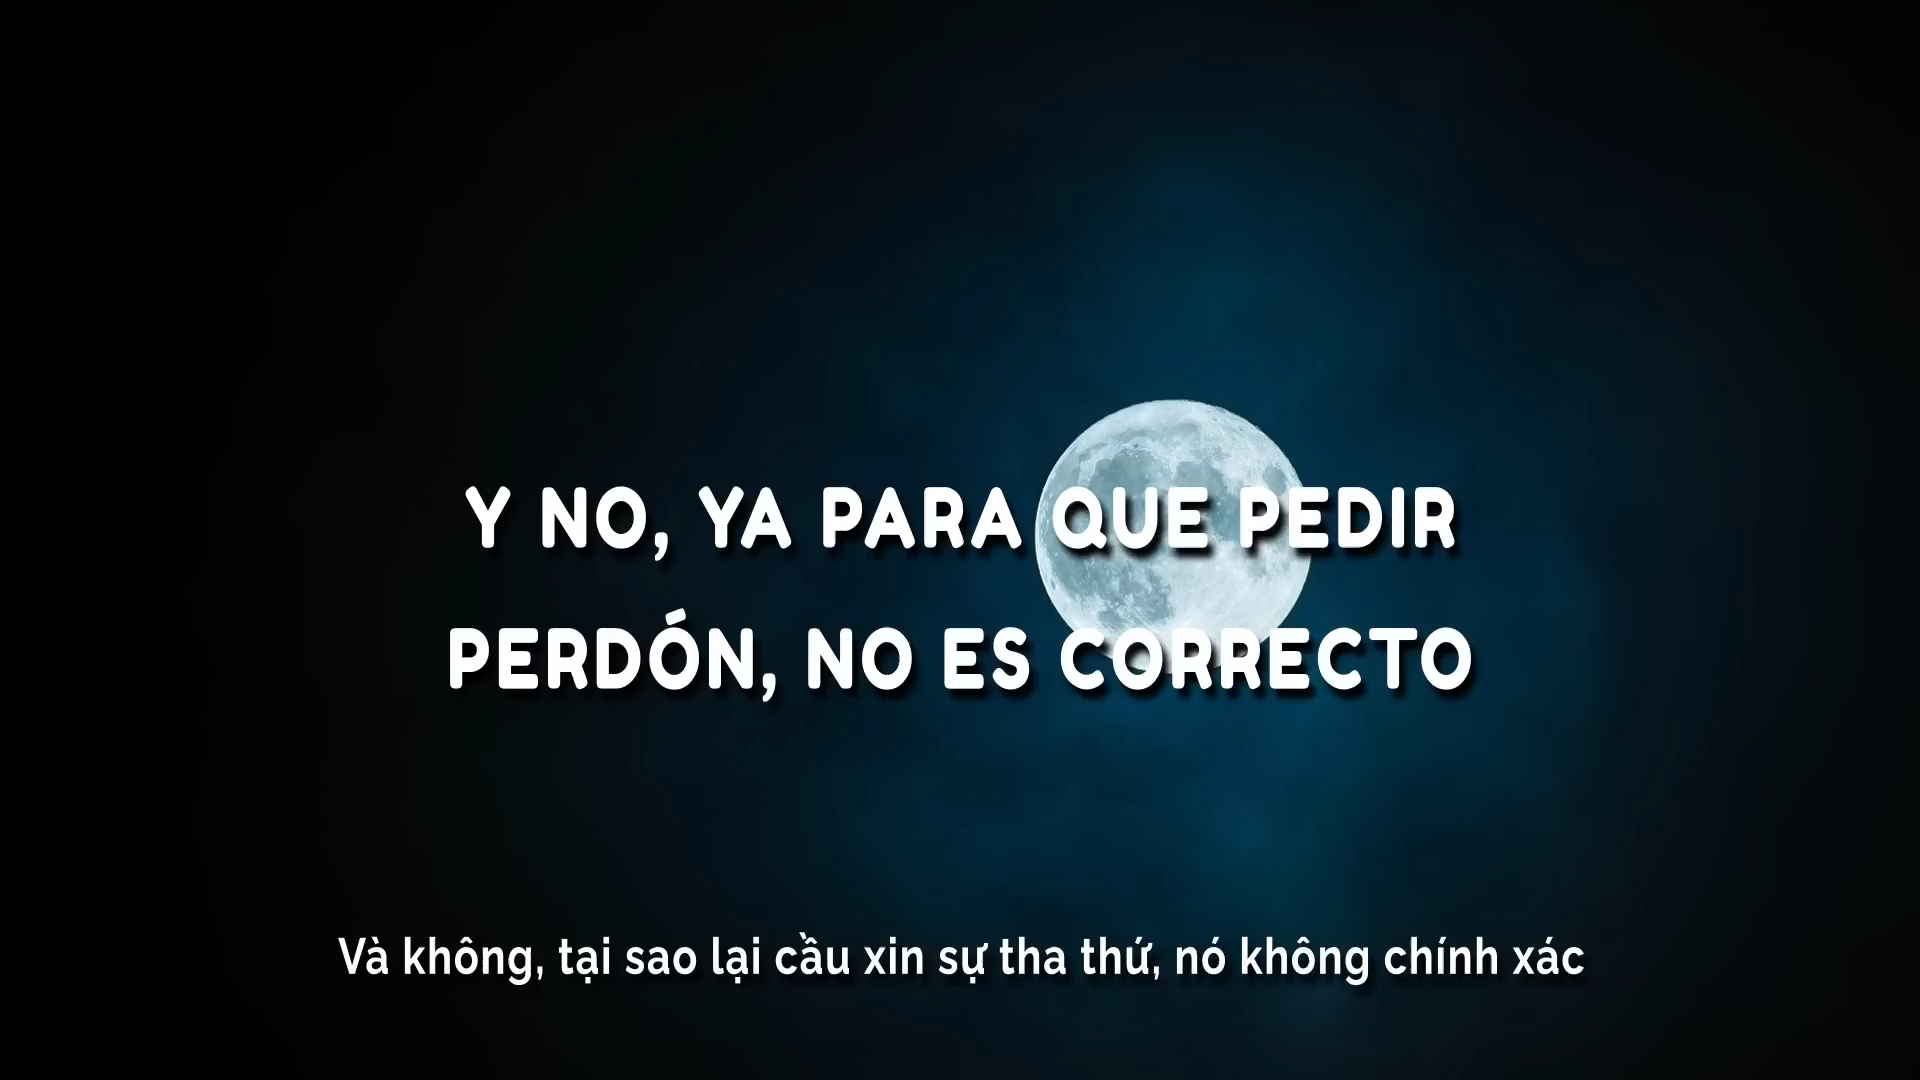 Y NO, YA PARA QUE PEDIR
PERDÓN, NO ES CORRECTO
Và không, tại sao lại cầu xin sự tha thứ, nó không chính xác